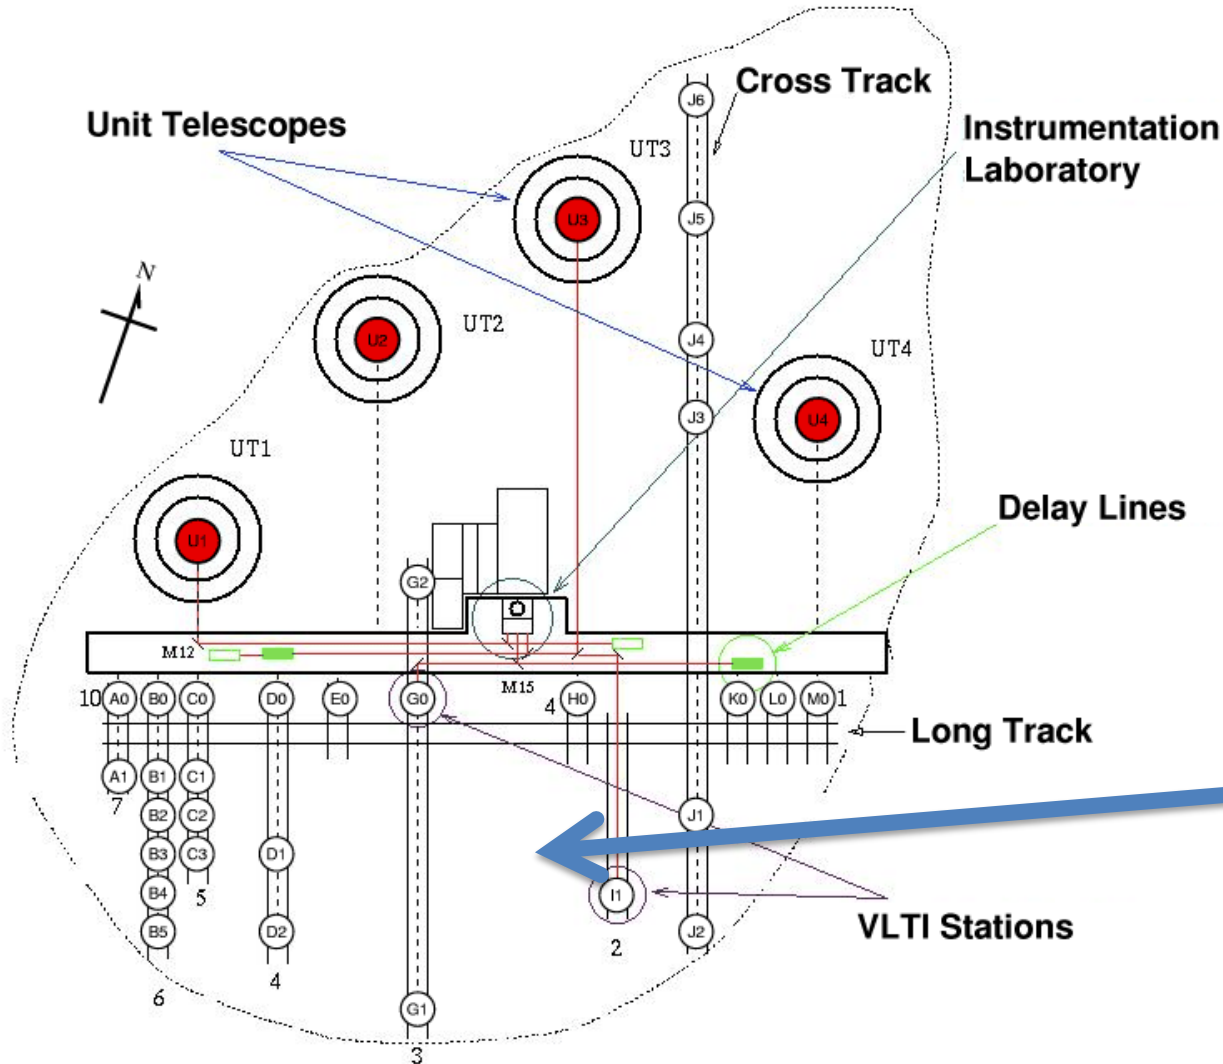 Cross Track
Unit Telescopes
Instrumentation
Laboratory
J6
UT3
J5
U3
N
UT2
U2
J4
UT4
J3
U4
UT1
Delay Lines
U1
G2
M12
M15
10 A0 B0 C0 D0 E0 G0 4 H0 K0 L0 M0 1
Long Track
A1 B1 C1
7
B2 C2 J1
B3 C3 D1
5
B4 I1
VLTI Stations
B5 D2 2 J2
6 4
G1
3